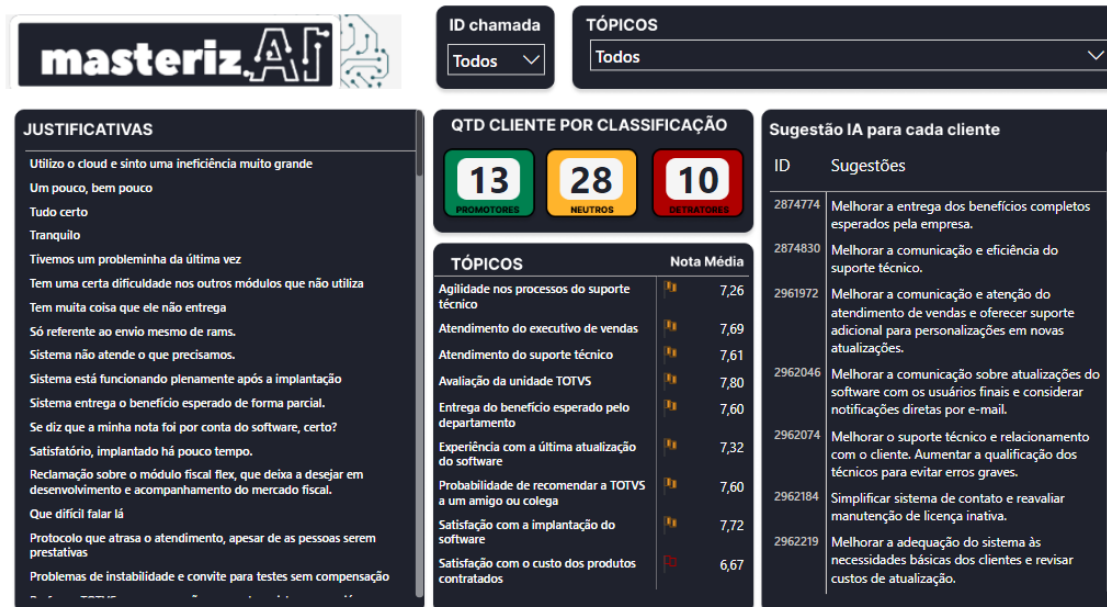 masteriz.AI
ID chamada
Todos
TÓPICOS
Todos
JUSTIFICATIVAS
Utilizo o cloud e sinto uma ineficiência muito grande
Um pouco, bem pouco
Tudo certo
Tranquilo
Tivemos um probleminha da última vez
Tem uma certa dificuldade nos outros módulos que não utiliza
Tem muita coisa que ele não entrega
Só referente ao envio mesmo de rams.
Sistema não atende o que precisamos.
Sistema está funcionando plenamente após a implantação
Sistema entrega o benefício esperado de forma parcial.
Se diz que a minha nota foi por conta do software, certo?
Satisfatório, implantado há pouco tempo.
Reclamação sobre o módulo fiscal flex, que deixa a desejar em
desenvolvimento e acompanhamento do mercado fiscal.
Que difícil falar lá
Protocolo que atrasa o atendimento, apesar de as pessoas serem
prestativas
Problemas de instabilidade e convite para testes sem compensação
QTD CLIENTE POR CLASSIFICAÇÃO
13
PROMOTORES
28
NEUTROS
10
DETRATORES
TÓPICOS
Nota Média
Agilidade nos processos do suporte
técnico
7,26
Atendimento do executivo de vendas
7,69
Atendimento do suporte técnico
7,61
Avaliação da unidade TOTVS
7,80
Entrega do benefício esperado pelo
departamento
7,60
Experiência com a última atualização
do software
7,32
Probabilidade de recomendar a TOTVS
a um amigo ou colega
7,60
Satisfação com a implantação do
software
7,72
Satisfação com o custo dos produtos
contratados
6,67
Sugestão IA para cada cliente
ID
Sugestões
2874774
Melhorar a entrega dos benefícios completos
esperados pela empresa.
2874830
Melhorar a comunicação e eficiência do
suporte técnico.
2961972
Melhorar a comunicação e atenção do
atendimento de vendas e oferecer suporte
adicional para personalizações em novas
atualizações.
2962046
Melhorar a comunicação sobre atualizações do
software com os usuários finais e considerar
notificações diretas por e-mail.
2962074
Melhorar o suporte técnico e relacionamento
com o cliente. Aumentar a qualificação dos
técnicos para evitar erros graves.
2962184
Simplificar sistema de contato e reavaliar
manutenção de licença inativa.
2962219
Melhorar a adequação do sistema às
necessidades básicas dos clientes e revisar
custos de atualização.